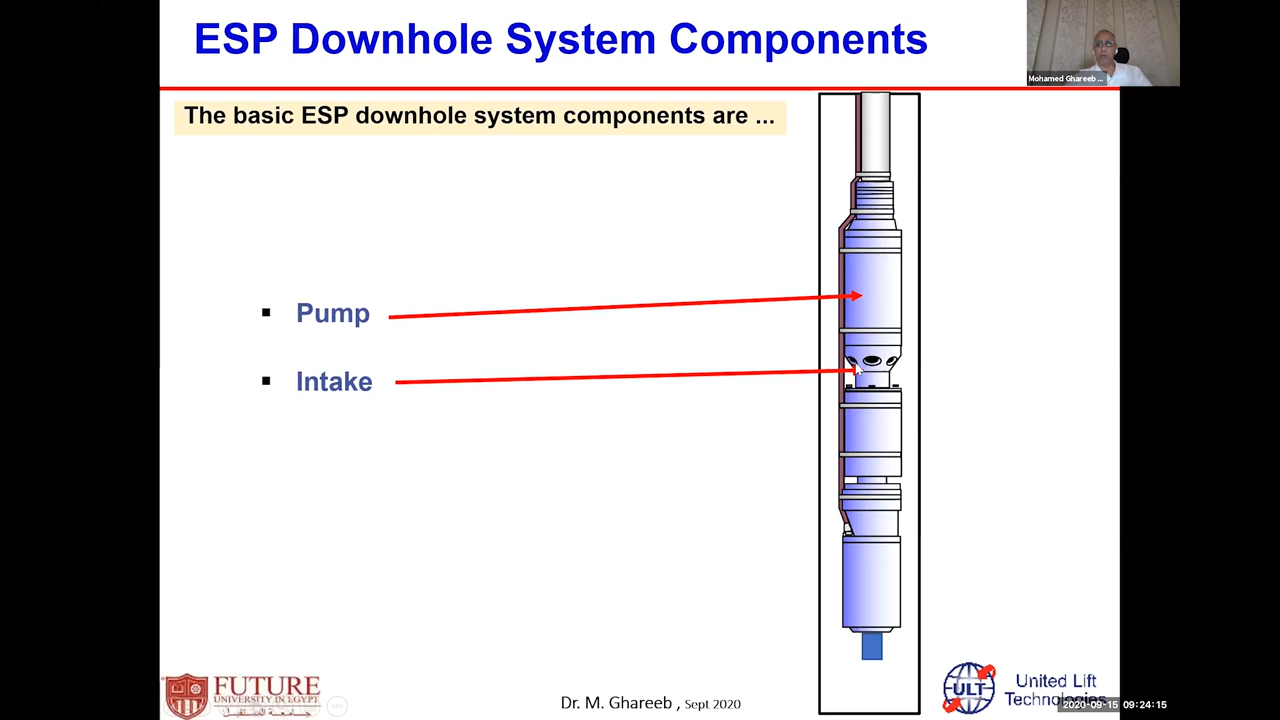 ESP Downhole System Components
Mohamed Ghareeb ...
The basic ESP downhole system components are ...
▪ Pump
▪ Intake
FUTURE
UNIVERSITY IN EGYPT
جامعة المستقبل
Dr. M. Ghareeb , Sept 2020
ULT
United Lift
Technologies
2020-09-15 09:24:15